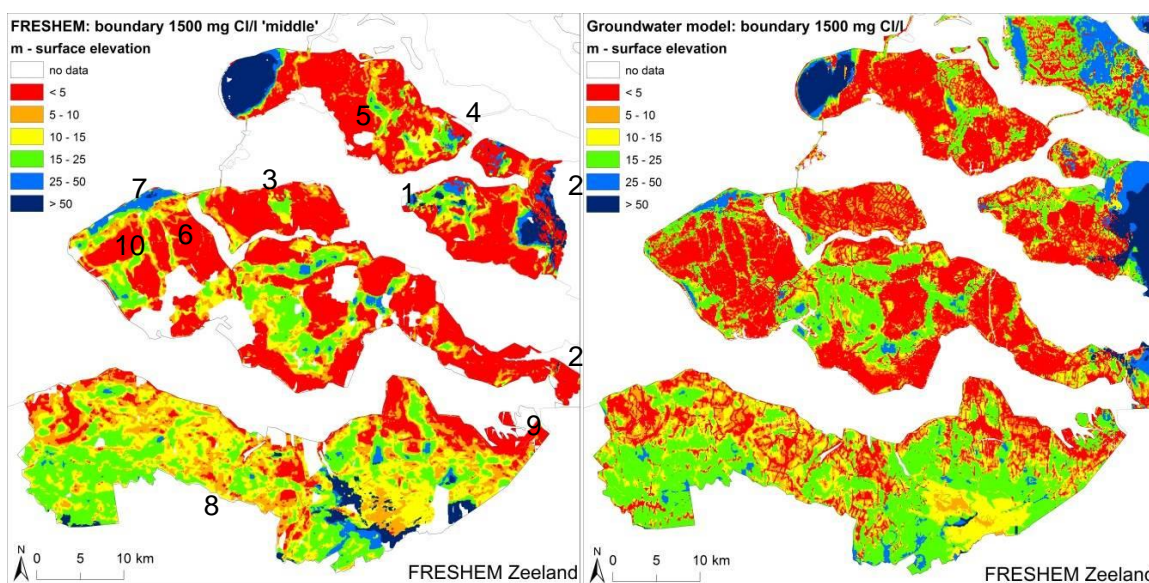 FRESHEM: boundary 1500 mg Cl/l 'middle'
m - surface elevation
no data
< 5
5 - 10
10 - 15
15 - 25
25 - 50
> 50
4
5
2
1
3
7
10
6
2
9
8
N
0 5 10 km
FRESHEM Zeeland
Groundwater model: boundary 1500 mg Cl/l
m - surface elevation
no data
< 5
5 - 10
10 - 15
15 - 25
25 - 50
> 50
N
0 5 10 km
FRESHEM Zeeland